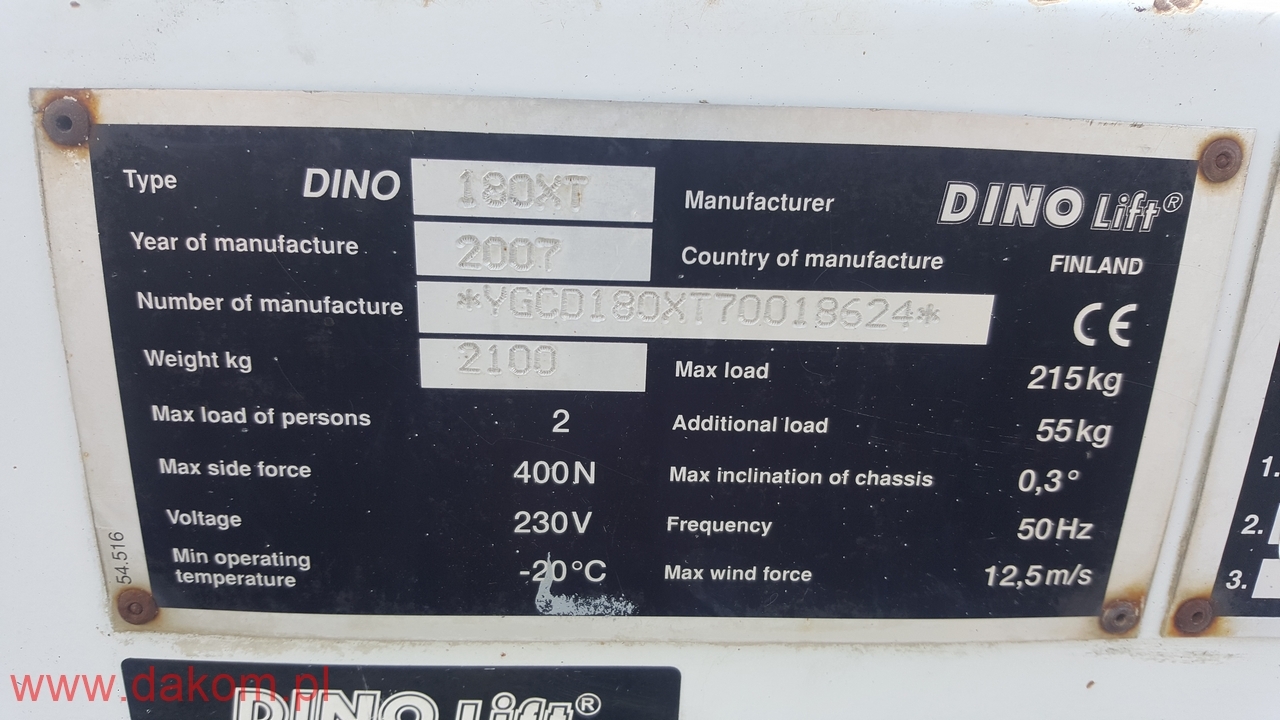 Type DINO 180XT
Manufacturer DINO Lift®
Year of manufacture 2007
Country of manufacture FINLAND
Number of manufacture *YGCD180XT70018624*
CE
Weight kg 2100
Max load 215kg
Max load of persons 2
Additional load 55kg
Max side force 400N
Max inclination of chassis 0,3°
Voltage 230V
Frequency 50Hz
Min operating
temperature -20°C
Max wind force 12,5m/s
54.516
1.
2.
3.
www.dakom.pl
DINO Lift®